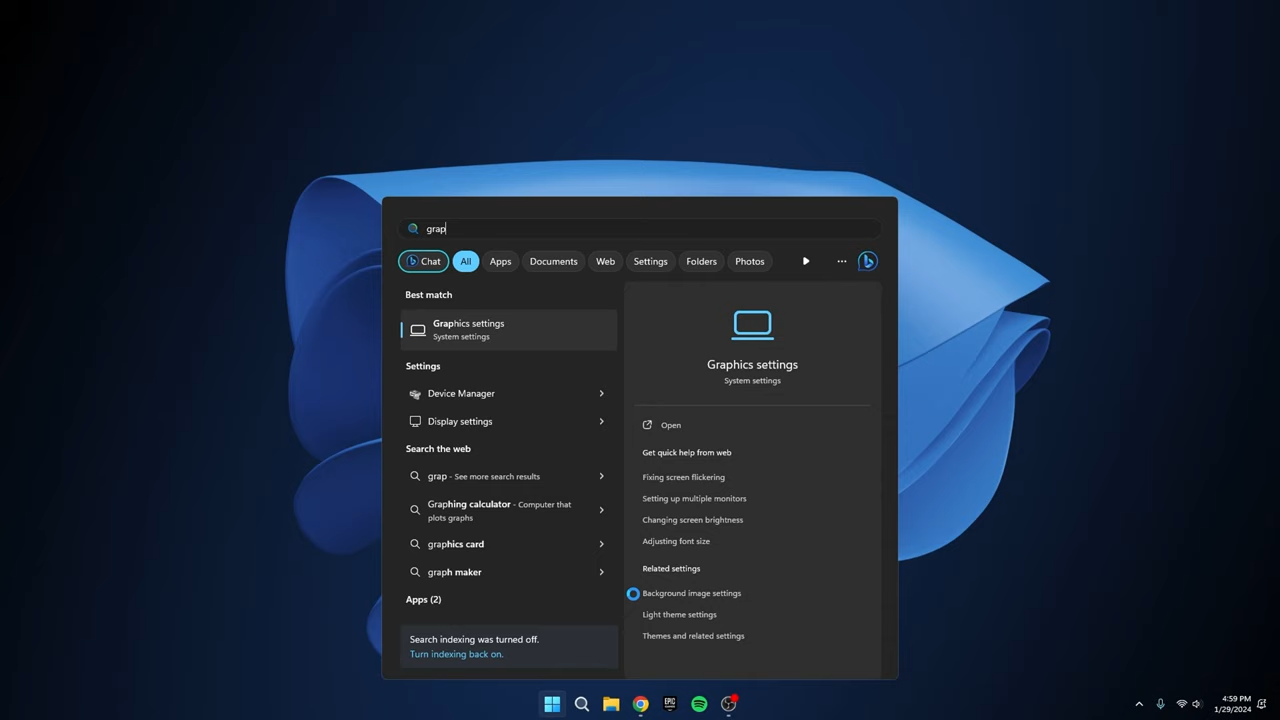 grap
Chat All Apps Documents Web Settings Folders Photos
Best match
Graphics settings
System settings
Settings
Device Manager
Display settings
Search the web
grap - See more search results
Graphing calculator - Computer that
plots graphs
graphics card
graph maker
Apps (2)
Search indexing was turned off.
Turn indexing back on.
Graphics settings
System settings
Open
Get quick help from web
Fixing screen flickering
Setting up multiple monitors
Changing screen brightness
Adjusting font size
Related settings
Background image settings
Light theme settings
Themes and related settings
EPIC
4:59 PM
1/29/2024